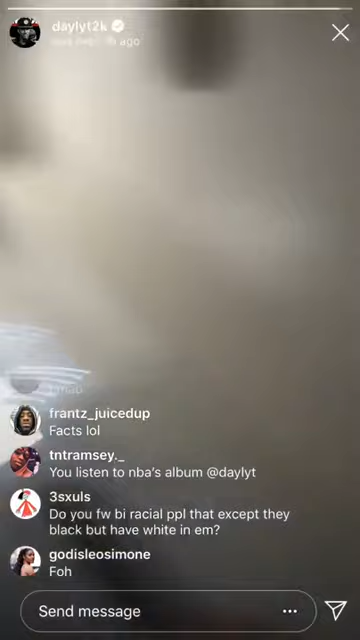 daylyt2k
ago
frantz_juicedup
Facts lol
tntramsey._
You listen to nba's album @daylyt
3sxuls
Do you fw bi racial ppl that except they
black but have white in em?
godisleosimone
Foh
Send message